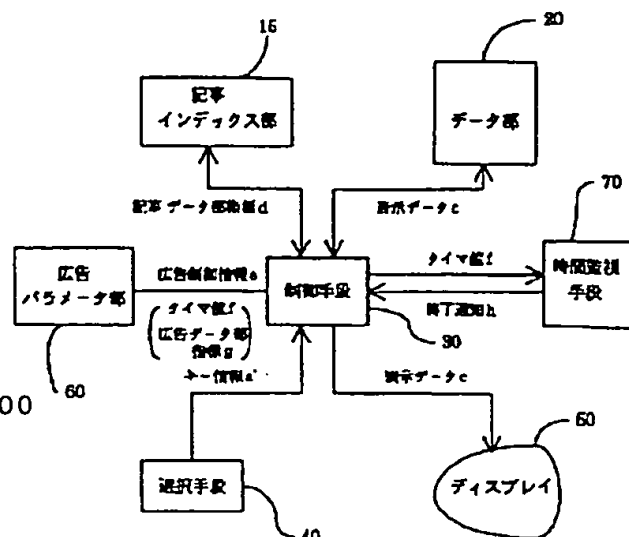 15
20
記事
インデックス部
データ部
70
記事データ部指標d
表示データc
広告
パラメータ部
広告制御情報e
制御手段
タイマ値f
時間監視
手段
タイマ値f
広告データ部
指標g
終了通知h
30
60
00
キー情報a
表示データc
50
選択手段
ディスプレイ
40